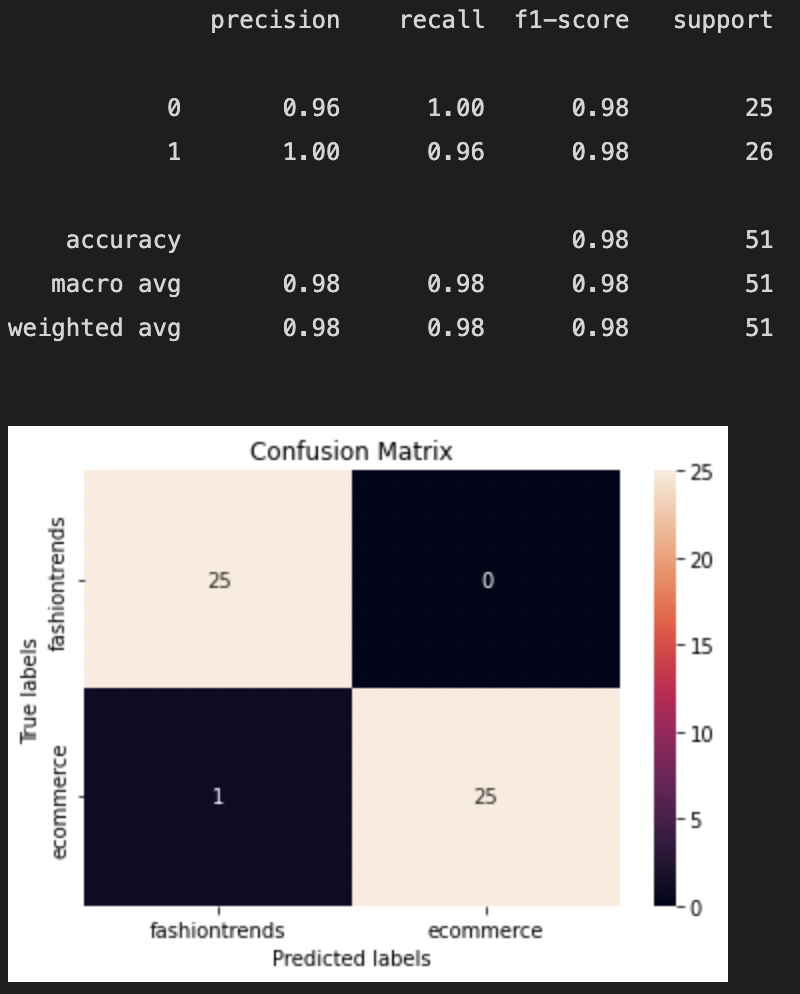 precision recall f1-score support
0 0.96 1.00 0.98 25
1 1.00 0.96 0.98 26
accuracy 0.98 51
macro avg 0.98 0.98 0.98 51
weighted avg 0.98 0.98 0.98 51
Confusion Matrix
True labels
fashiontrends
ecommerce
25 0
1 25
fashiontrends ecommerce
Predicted labels
25
20
15
10
5
0